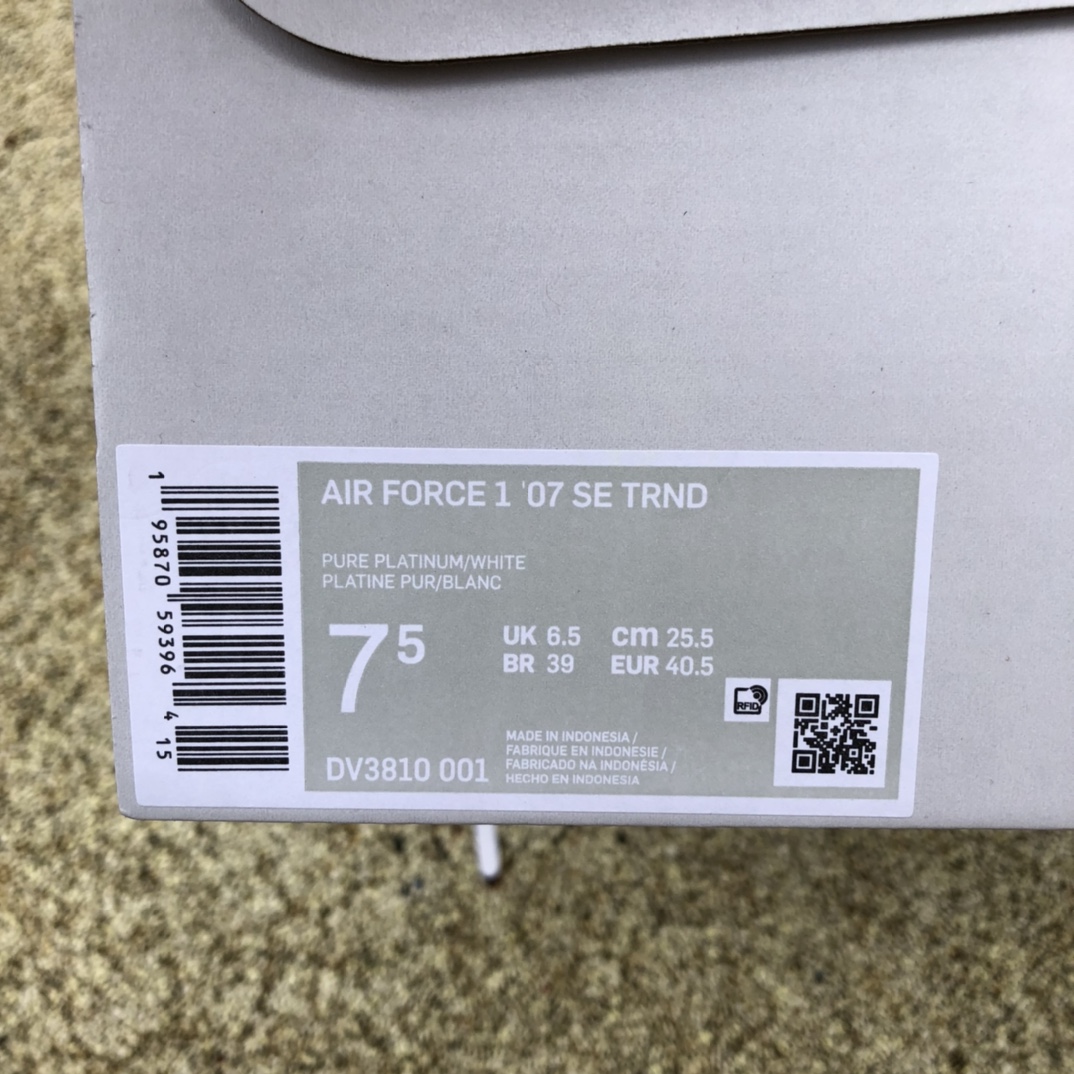 AIR FORCE 1 '07 SE TRND
PURE PLATINUM/WHITE
PLATINE PUR/BLANC
7⁵
UK 6.5 cm 25.5
BR 39 EUR 40.5
RFID
DV3810 001
MADE IN INDONESIA /
FABRIQUE EN INDONESIE /
FABRICADO NA INDONÉSIA /
HECHO EN INDONESIA
1 95870 59396 4 15